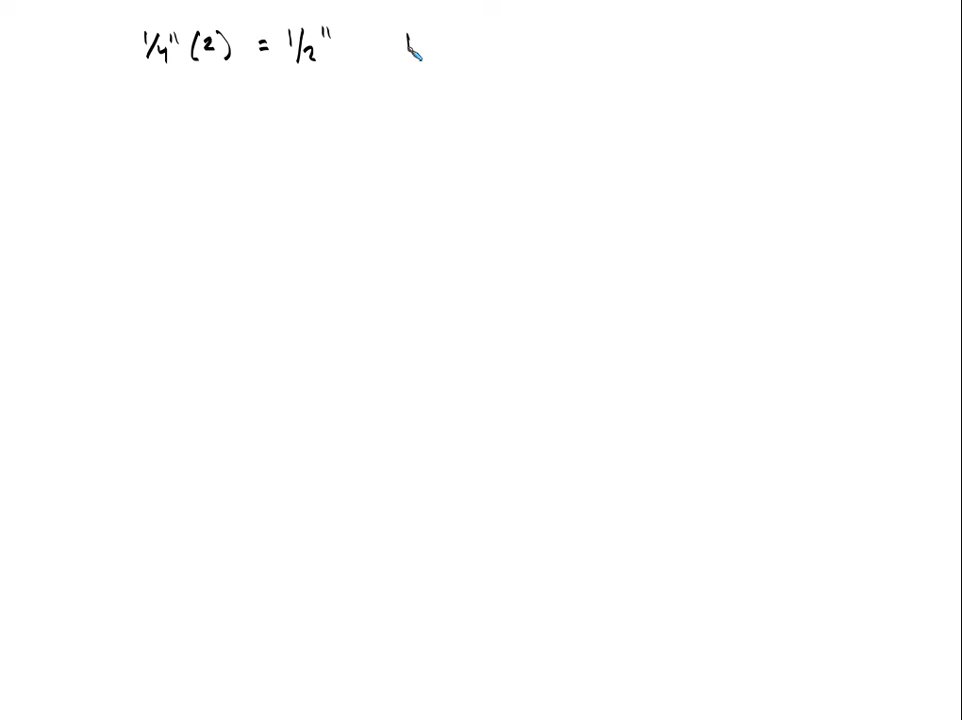 1/4" (2) = 1/2"